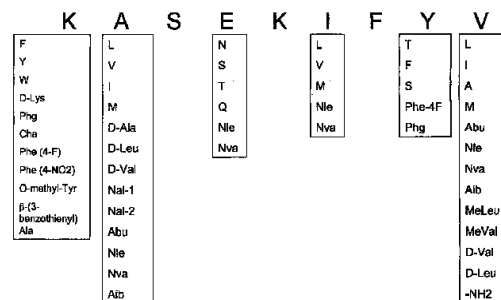 K A S E K I F Y V
F
Y
W
D-Lys
Phg
Cha
Phe (4-F)
Phe (4-NO2)
O-methyl-Tyr
β-(3-
benzothienyl)
Ala
L
V
I
M
D-Ala
D-Leu
D-Val
Nal-1
Nal-2
Abu
Nle
Nva
Aib
N
S
T
Q
Nle
Nva
L
V
M
Nle
Nva
T
F
S
Phe-4F
Phg
L
I
A
M
Abu
Nle
Nva
Aib
MeLeu
MeVal
D-Val
D-Leu
-NH2